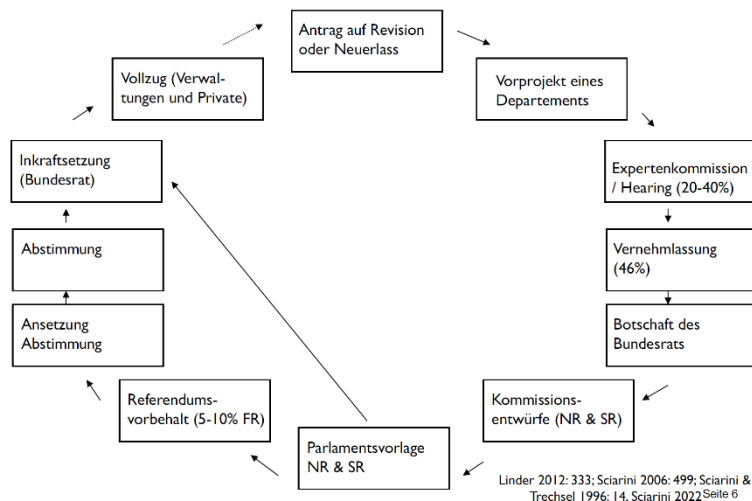 Antrag auf Revision
oder Neuerlass
Vorprojekt eines
Departements
Expertenkommission
/ Hearing (20-40%)
Vernehmlassung
(46%)
Botschaft des
Bundesrats
Kommissions-
entwürfe (NR & SR)
Parlamentsvorlage
NR & SR
Referendums-
vorbehalt (5-10% FR)
Ansetzung
Abstimmung
Abstimmung
Inkraftsetzung
(Bundesrat)
Vollzug (Verwal-
tungen und Private)
Linder 2012: 333; Sciarini 2006: 499; Sciarini &
Trechsel 1996: 14, Sciarini 2022
Seite 6